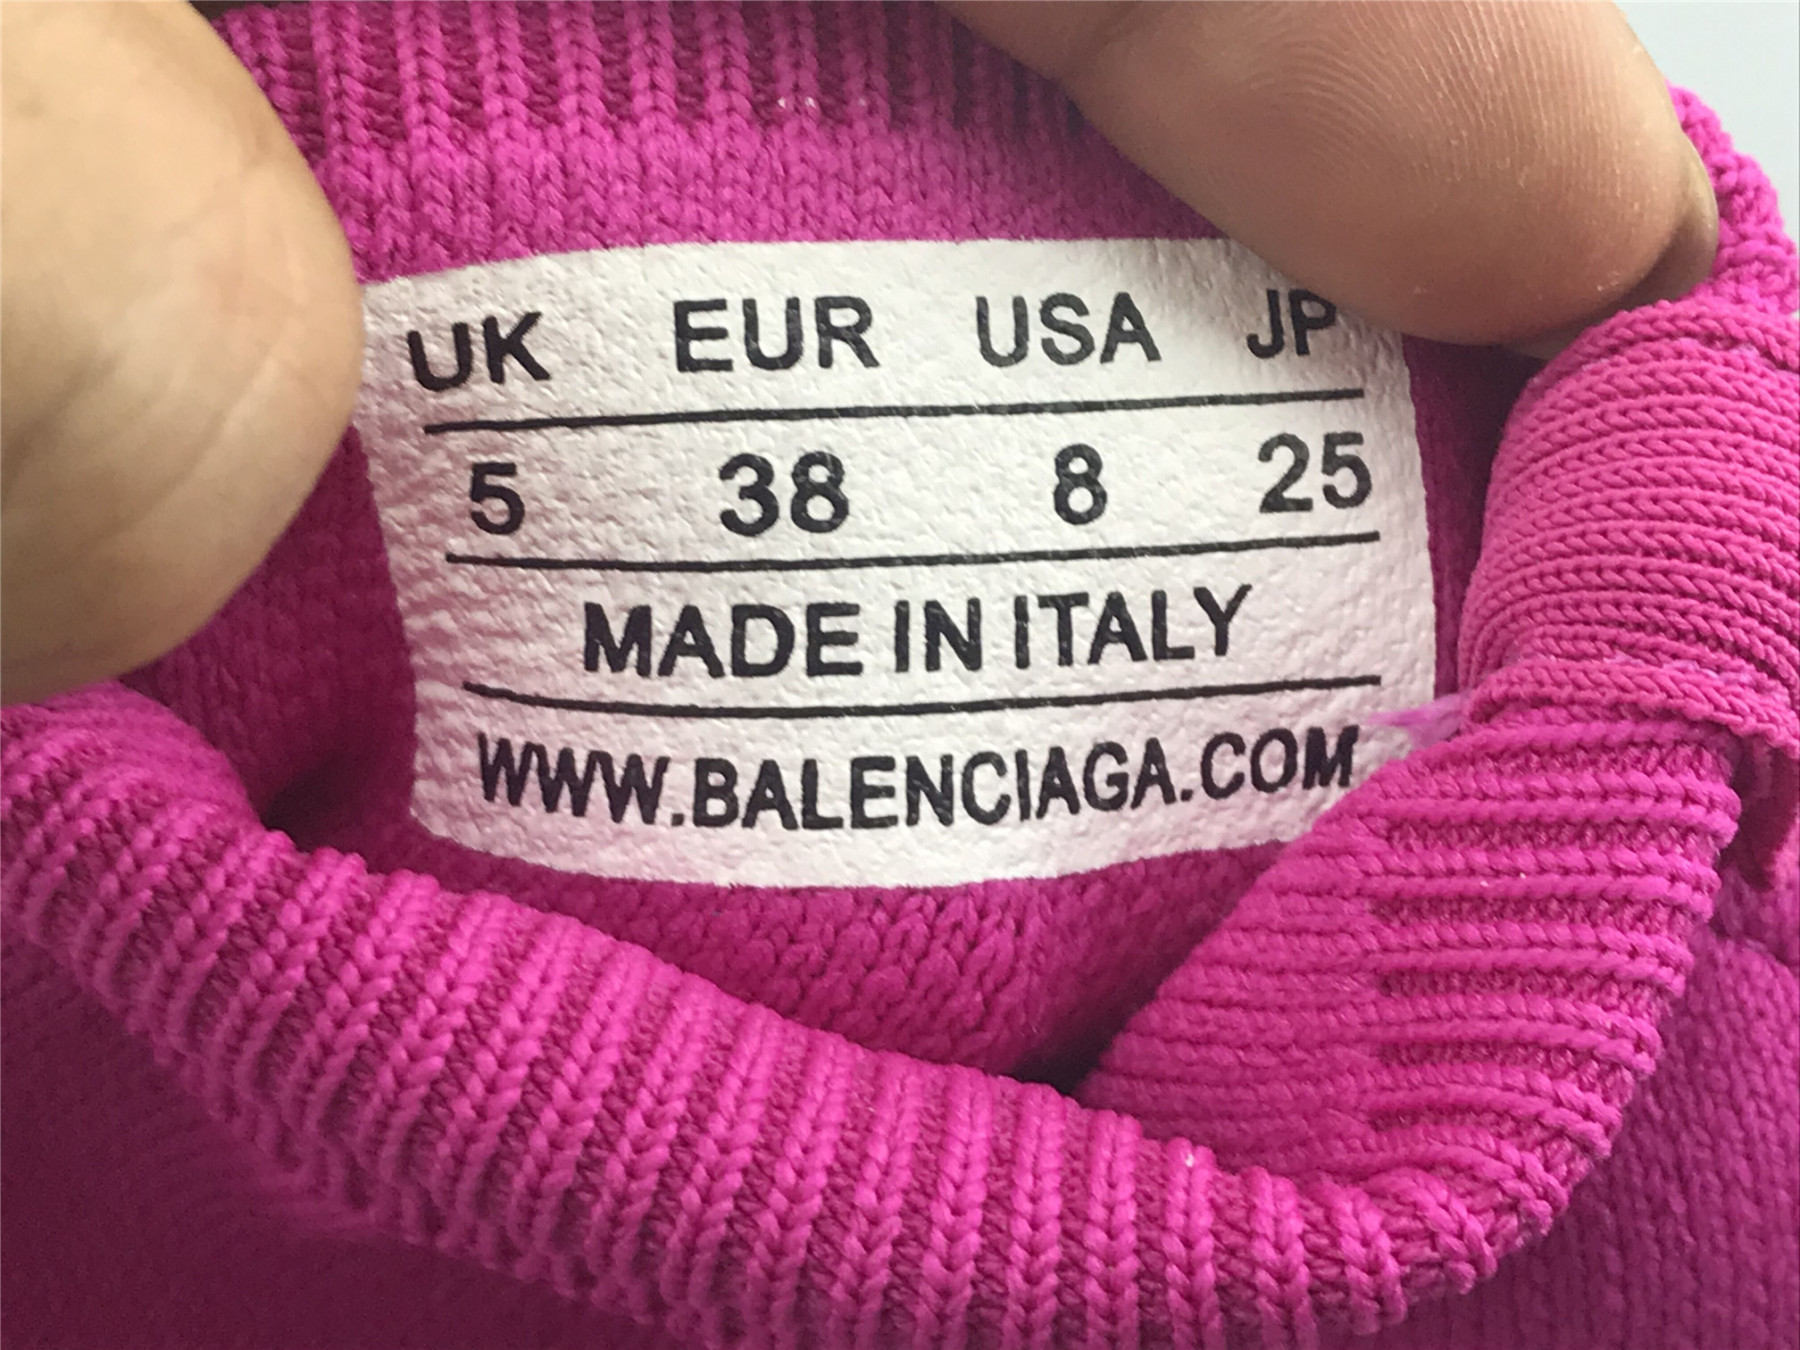 UK EUR USA JP
5 38 8 25
MADE IN ITALY
WWW.BALENCIAGA.COM